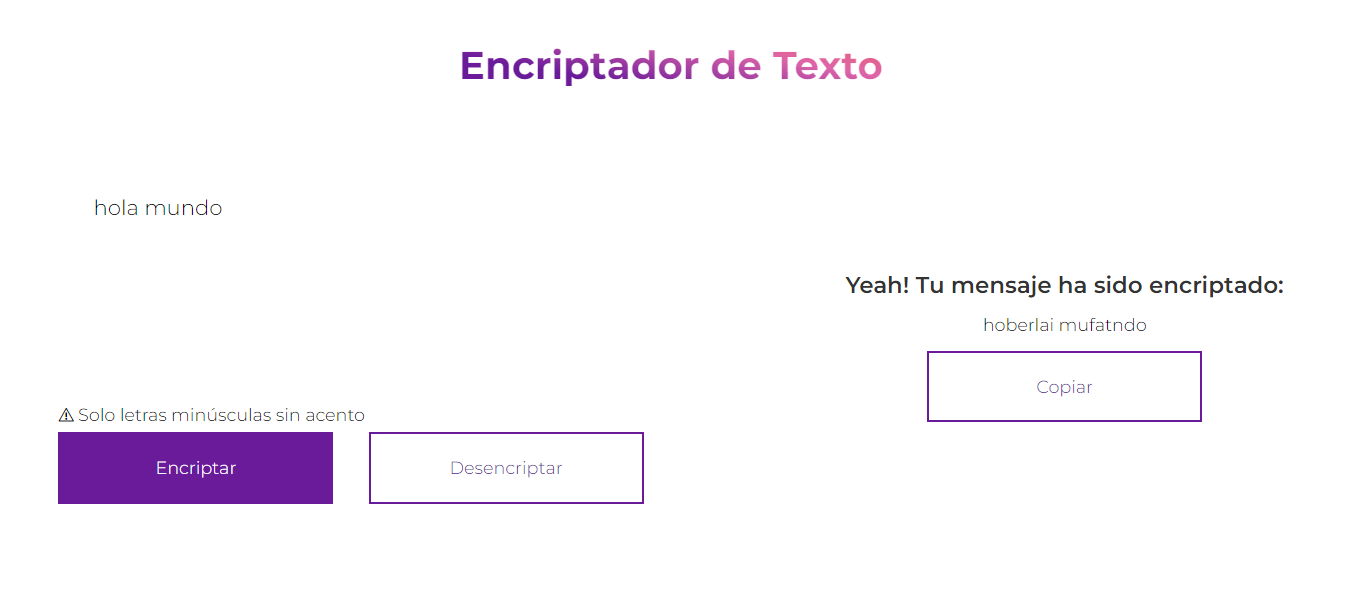 Encriptador de Texto
hola mundo
Yeah! Tu mensaje ha sido encriptado:
hoberlai mufatndo
Copiar
⚠ Solo letras minúsculas sin acento
Encriptar
Desencriptar